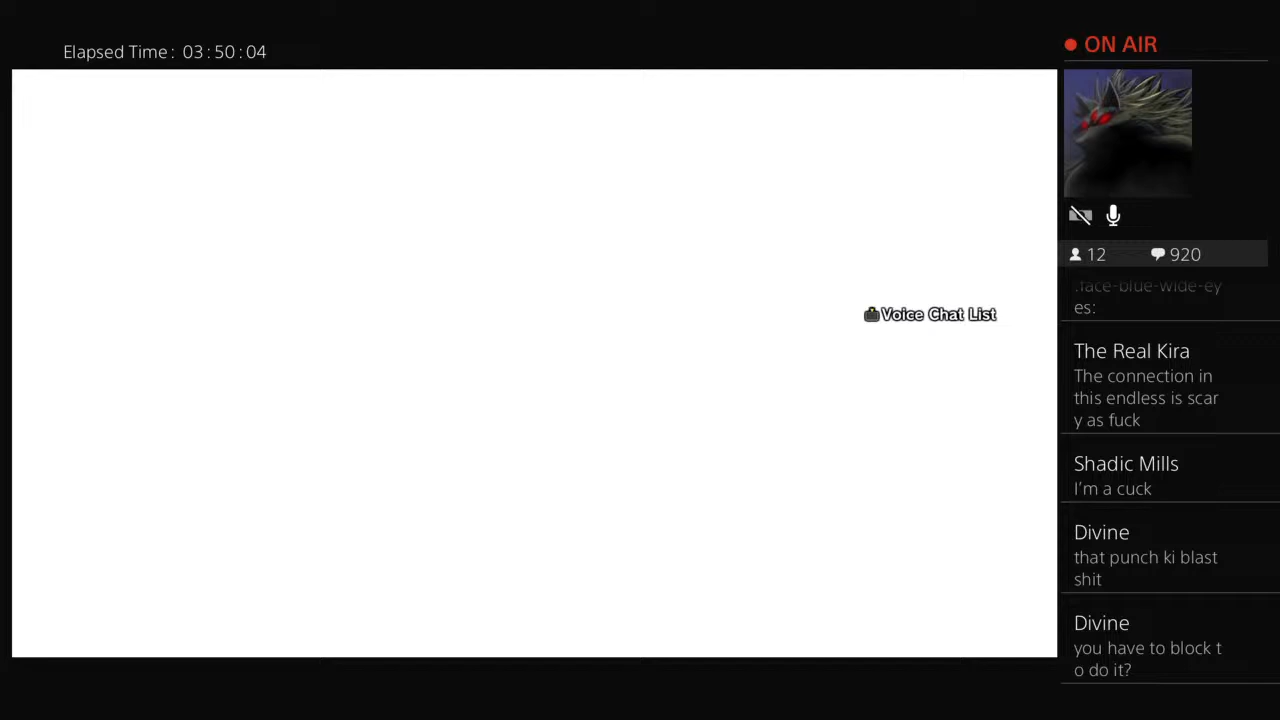 Elapsed Time: 03:50:04
ON AIR
12 920
:face-blue-wide-ey
es:
Voice Chat List
The Real Kira
The connection in
this endless is scar
y as fuck
Shadic Mills
I'm a cuck
Divine
that punch ki blast
shit
Divine
you have to block t
o do it?